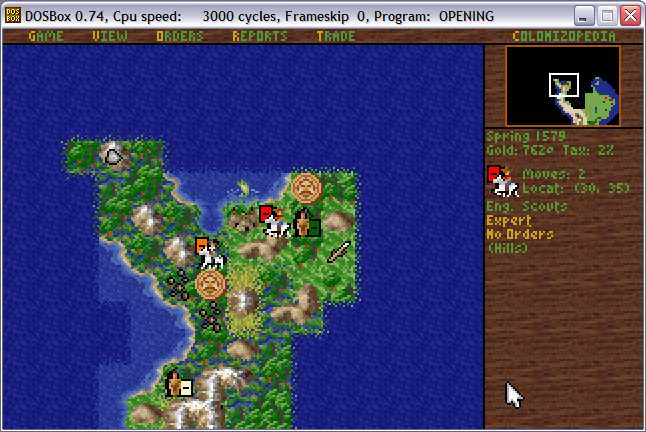 DOSBox 0.74, Cpu speed: 3000 cycles, Frameskip 0, Program: OPENING
GAME VIEW ORDERS REPORTS TRADE COLONIZOPEDIA
Spring 1579
Gold: 762 Tax: 2%
Moves: 2
Locat: (30, 35)
Eng. Scouts
Expert
No Orders
(Hills)